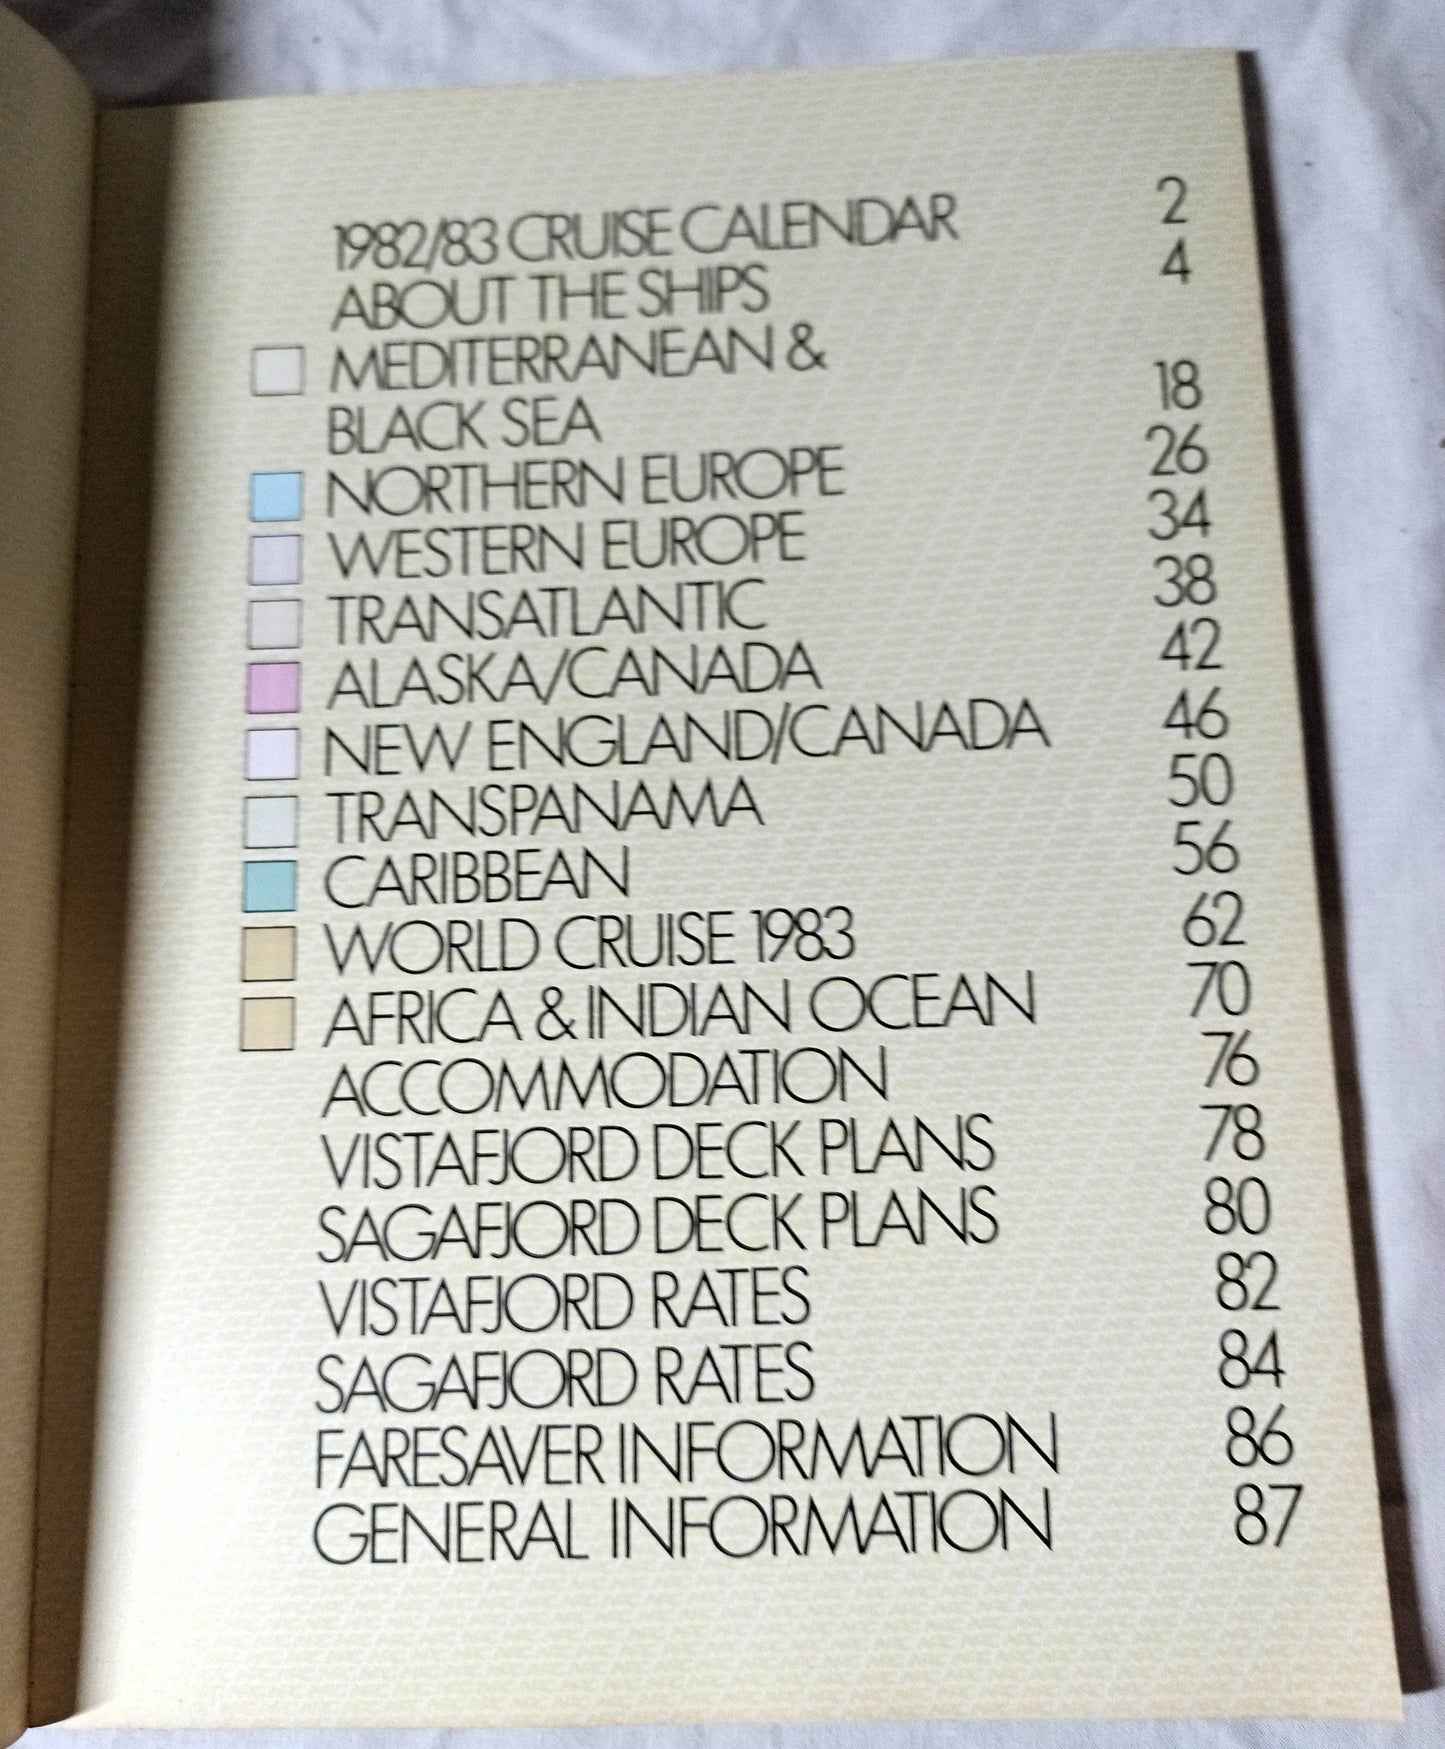 1982/83 CRUISE CALENDAR 2
ABOUT THE SHIPS 4
MEDITERRANEAN &
BLACK SEA 18
NORTHERN EUROPE 26
WESTERN EUROPE 34
TRANSATLANTIC 38
ALASKA/CANADA 42
NEW ENGLAND/CANADA 46
TRANSPANAMA 50
CARIBBEAN 56
WORLD CRUISE 1983 62
AFRICA & INDIAN OCEAN 70
ACCOMMODATION 76
VISTAFJORD DECK PLANS 78
SAGAFJORD DECK PLANS 80
VISTAFJORD RATES 82
SAGAFJORD RATES 84
FARESAVER INFORMATION 86
GENERAL INFORMATION 87